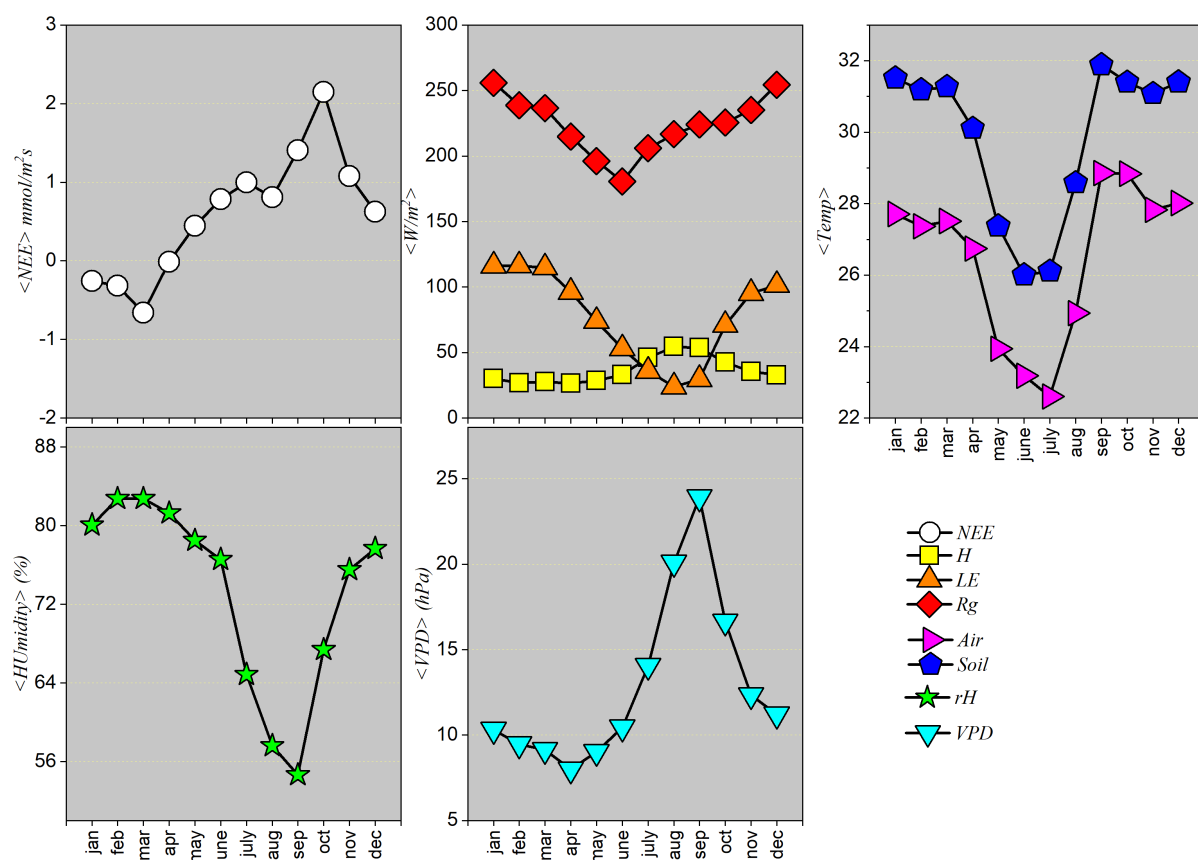 <NEE> mmol/m²s
3
2
1
0
-1
-2
<W/m²>
300
250
200
150
100
50
0
<Temp>
32
30
28
26
24
22
jan
feb
mar
apr
may
june
july
aug
sep
oct
nov
dec
<HUmidity> (%)
88
80
72
64
56
jan
feb
mar
apr
may
june
july
aug
sep
oct
nov
dec
<VPD> (hPa)
25
20
15
10
5
jan
feb
mar
apr
may
une
july
aug
sep
oct
nov
dec
NEE
H
LE
Rg
Air
Soil
rH
VPD